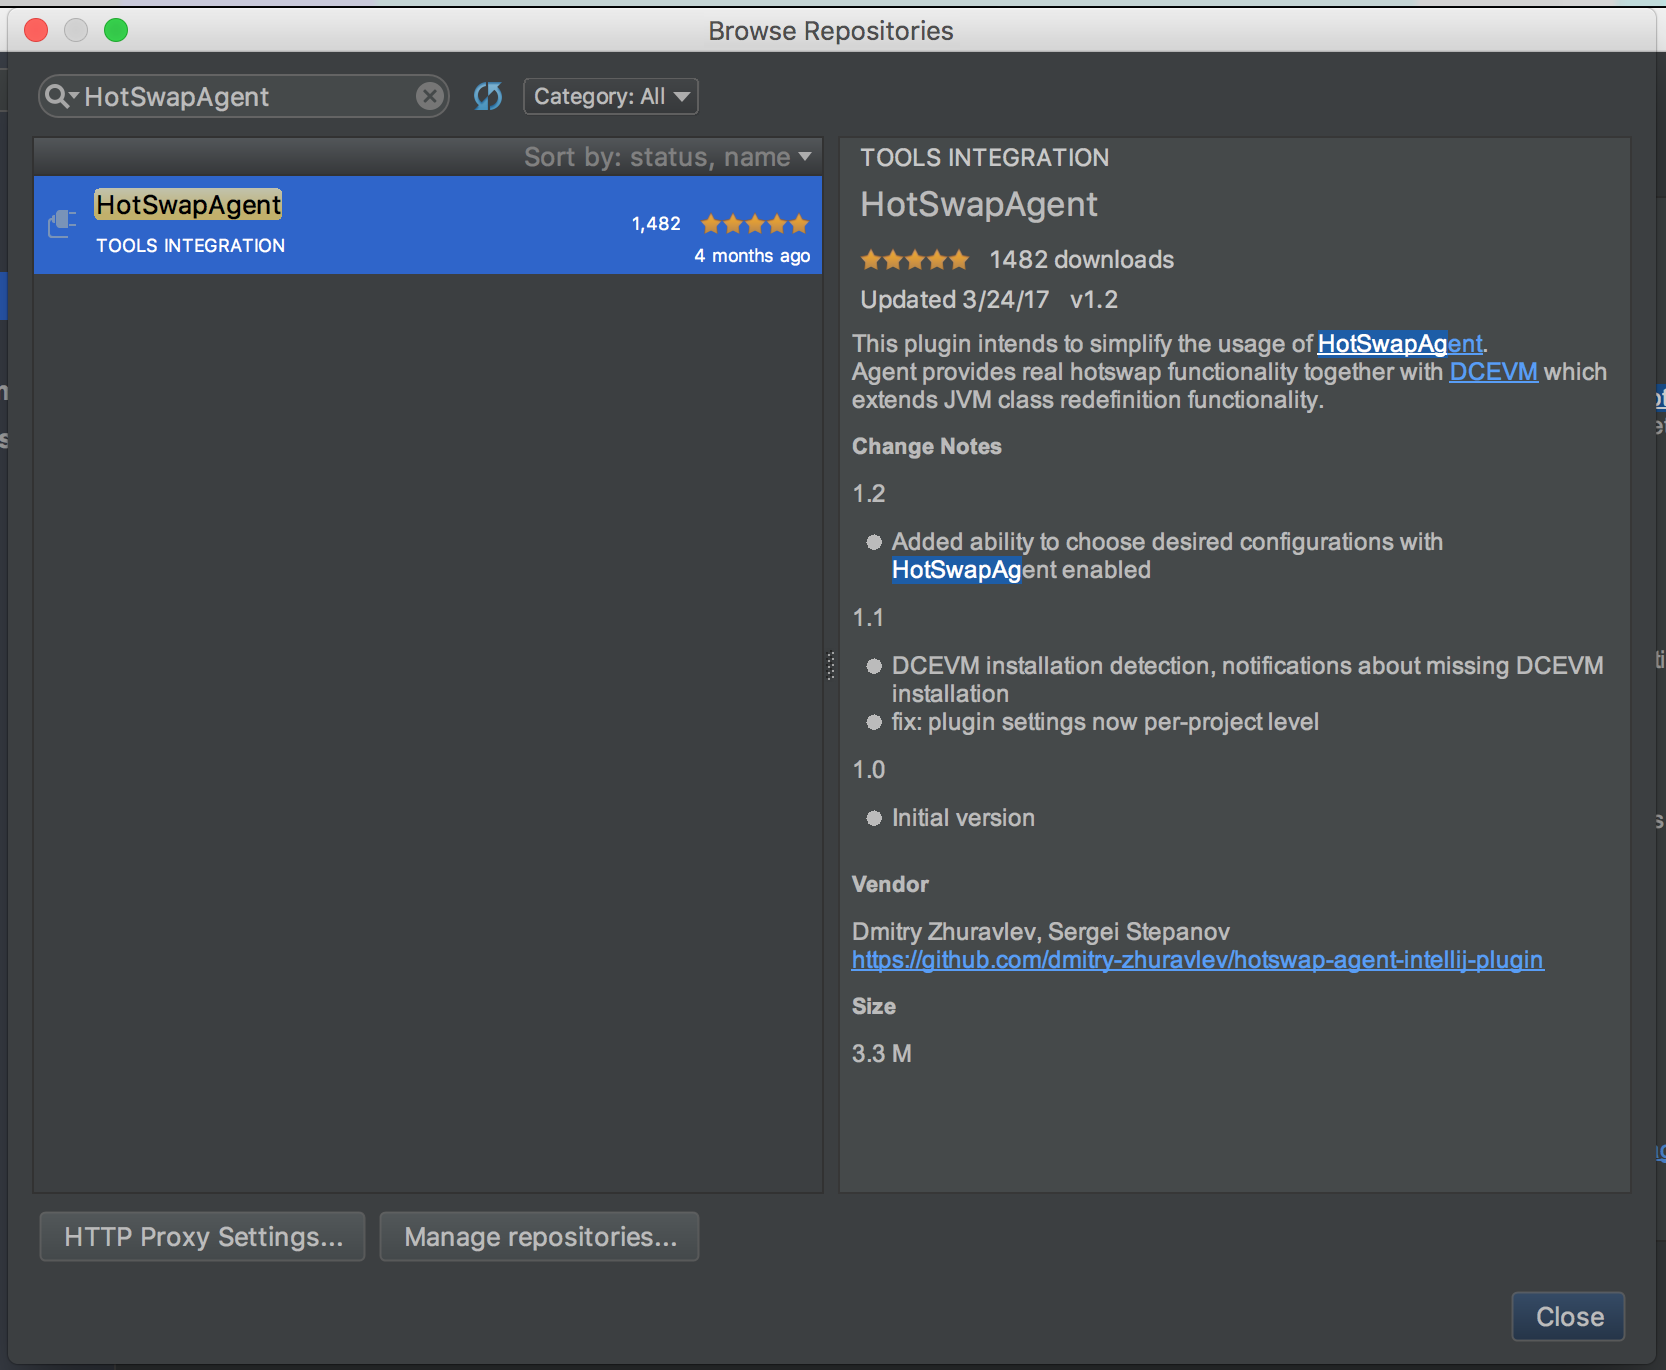 Browse Repositories
HotSwapAgent
Category: All
Sort by: status, name
HotSwapAgent
TOOLS INTEGRATION
1,482
4 months ago
TOOLS INTEGRATION
HotSwapAgent
1482 downloads
Updated 3/24/17 v1.2
This plugin intends to simplify the usage of HotSwapAgent.
Agent provides real hotswap functionality together with DCEVM which
extends JVM class redefinition functionality.
Change Notes
1.2
Added ability to choose desired configurations with
HotSwapAgent enabled
1.1
DCEVM installation detection, notifications about missing DCEVM
installation
fix: plugin settings now per-project level
1.0
Initial version
Vendor
Dmitry Zhuravlev, Sergei Stepanov
https://github.com/dmitry-zhuravlev/hotswap-agent-intellij-plugin
Size
3.3 M
HTTP Proxy Settings...
Manage repositories...
Close